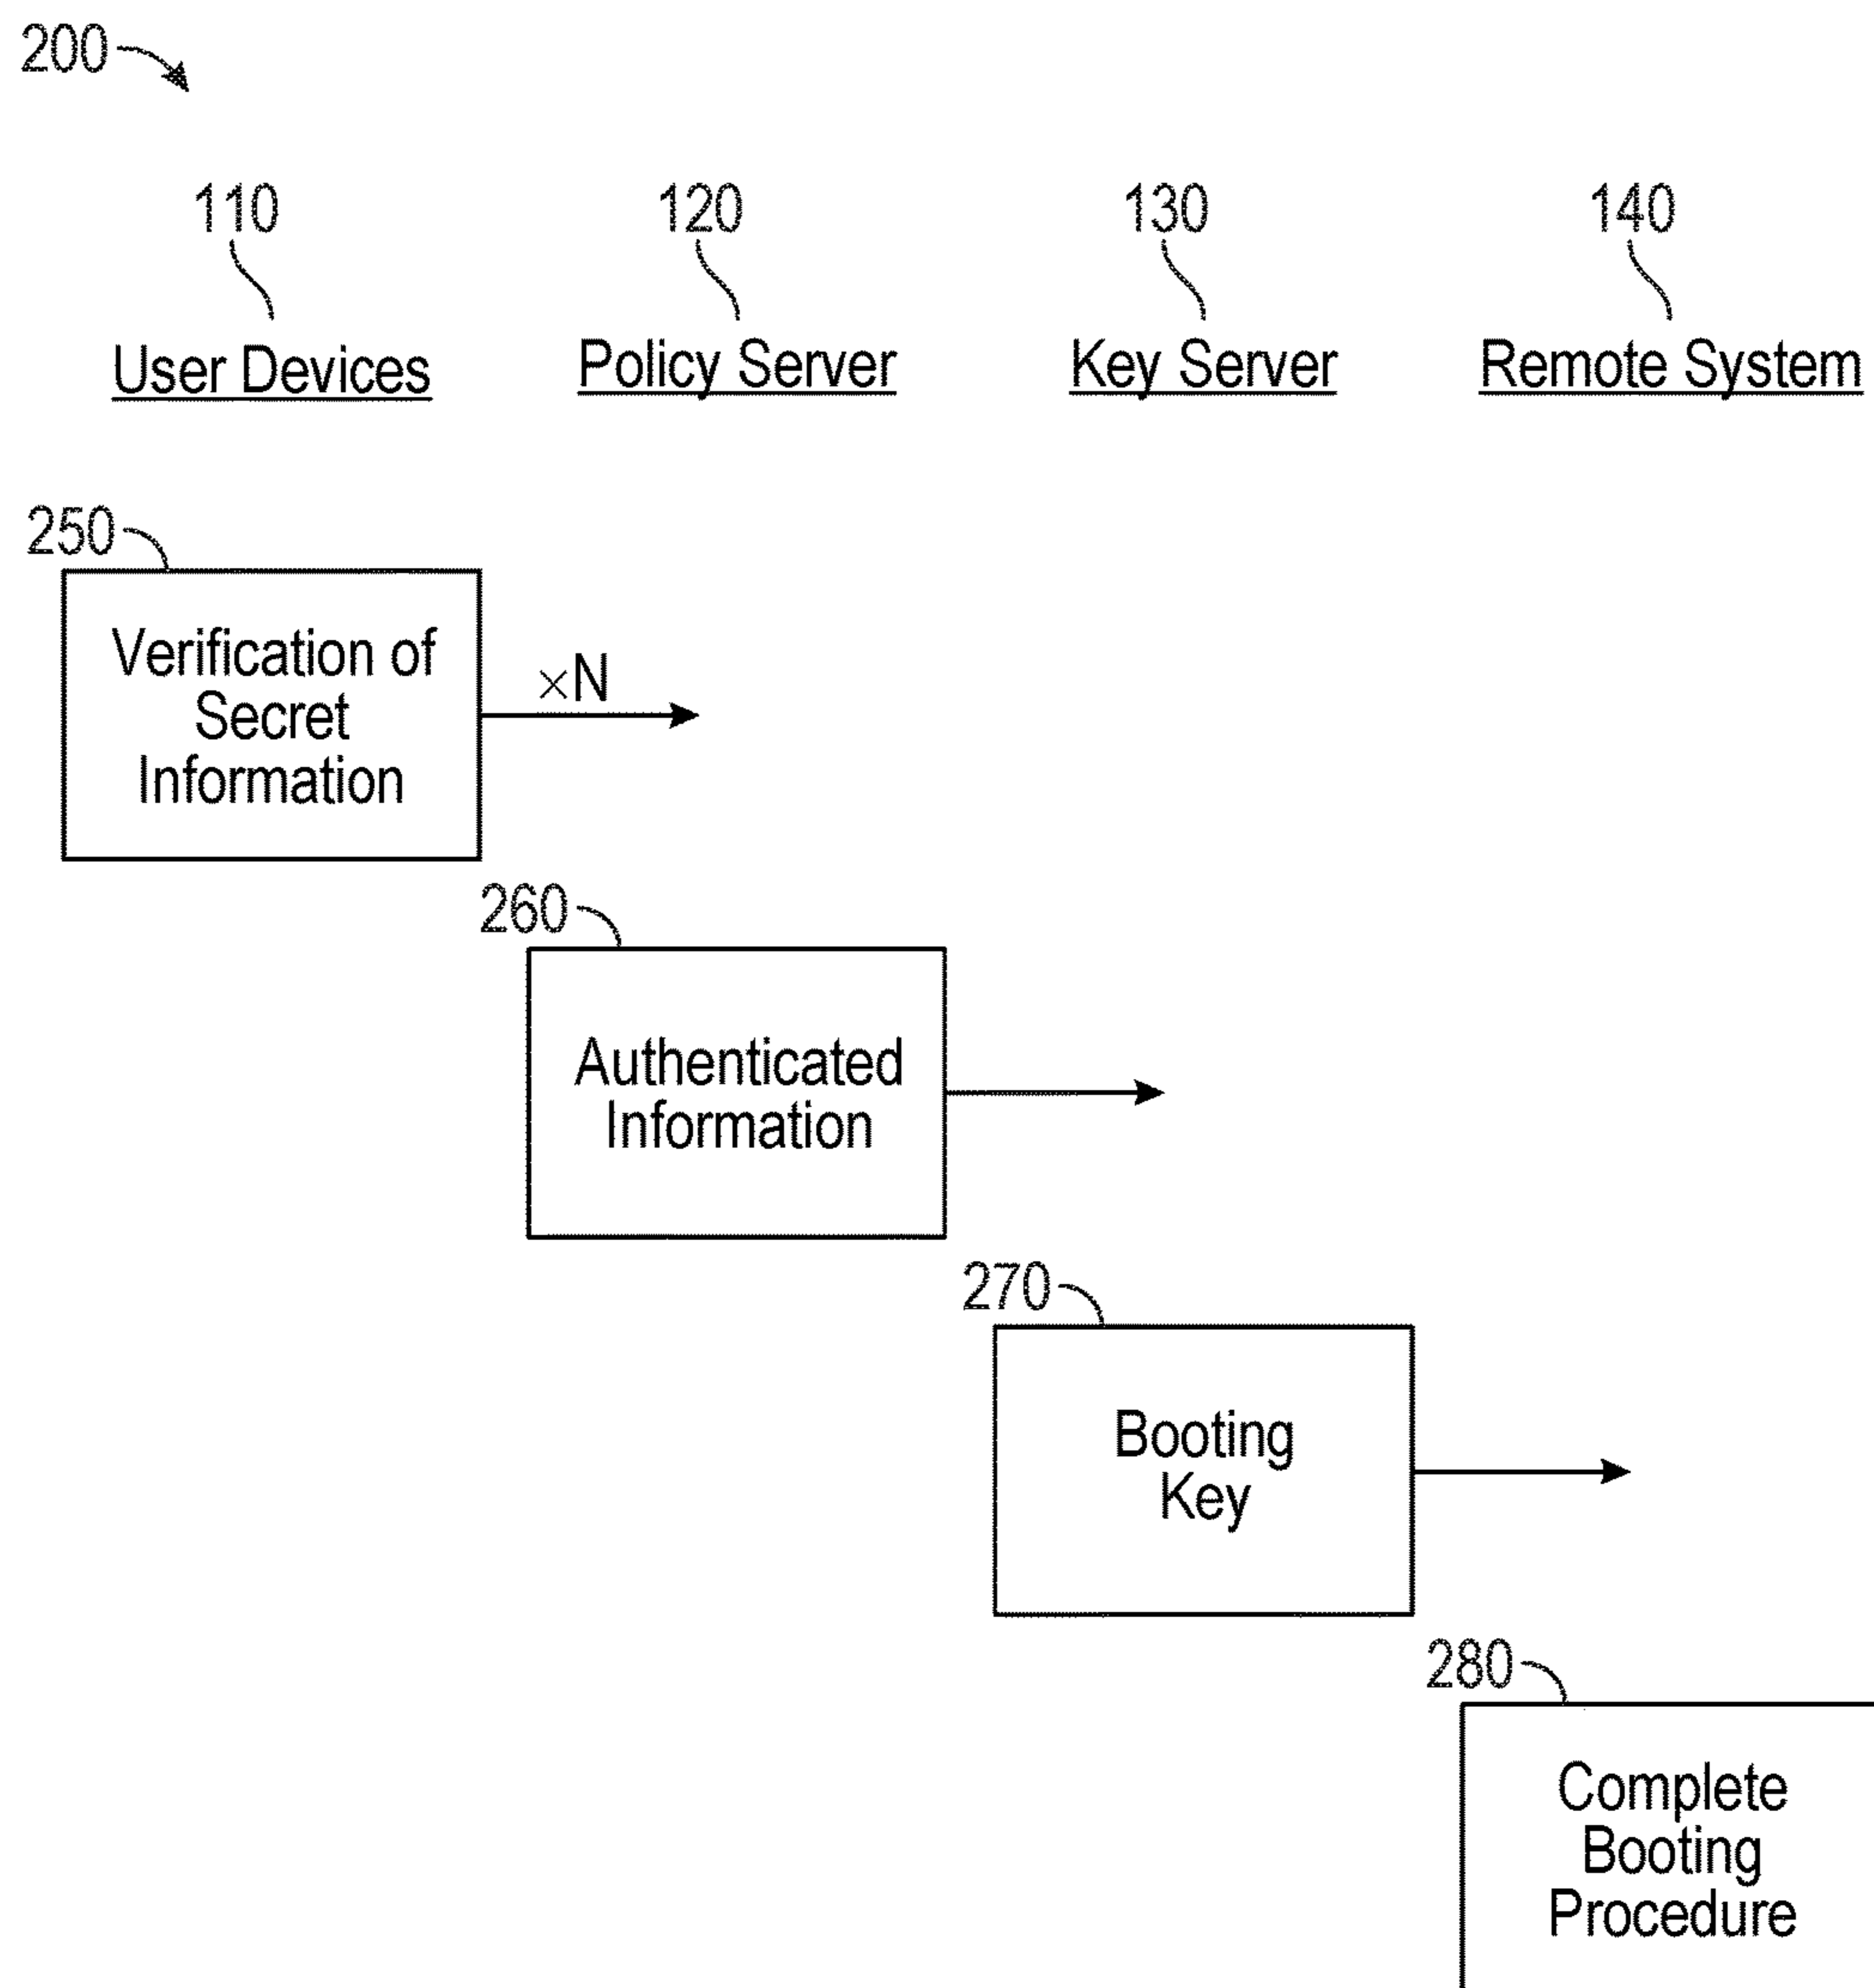 200
110 120 130 140
User Devices Policy Server Key Server Remote System
250
Verification of
Secret
Information
×N
260
Authenticated
Information
270
Booting
Key
280
Complete
Booting
Procedure